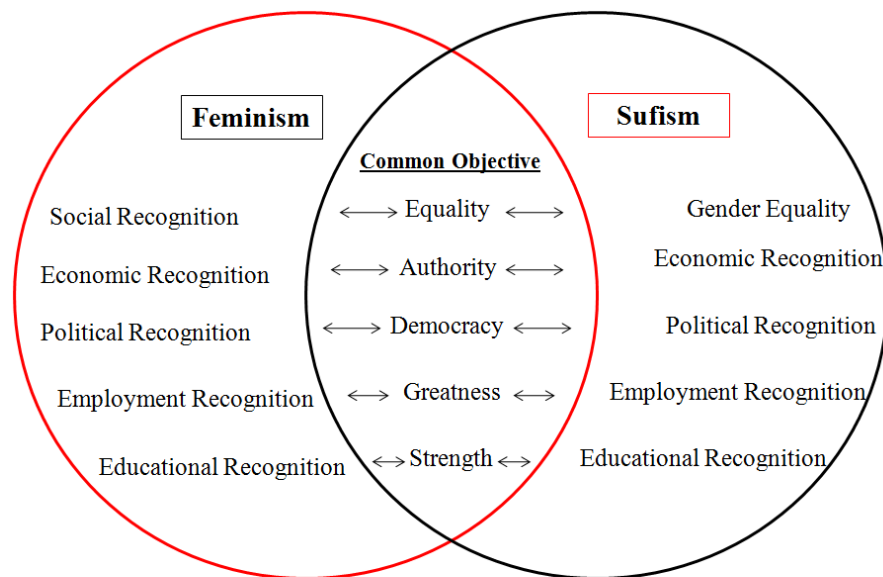 Feminism
Sufism
Common Objective
Social Recognition
Equality
Gender Equality
Economic Recognition
Authority
Economic Recognition
Political Recognition
Democracy
Political Recognition
Employment Recognition
Greatness
Employment Recognition
Educational Recognition
Strength
Educational Recognition